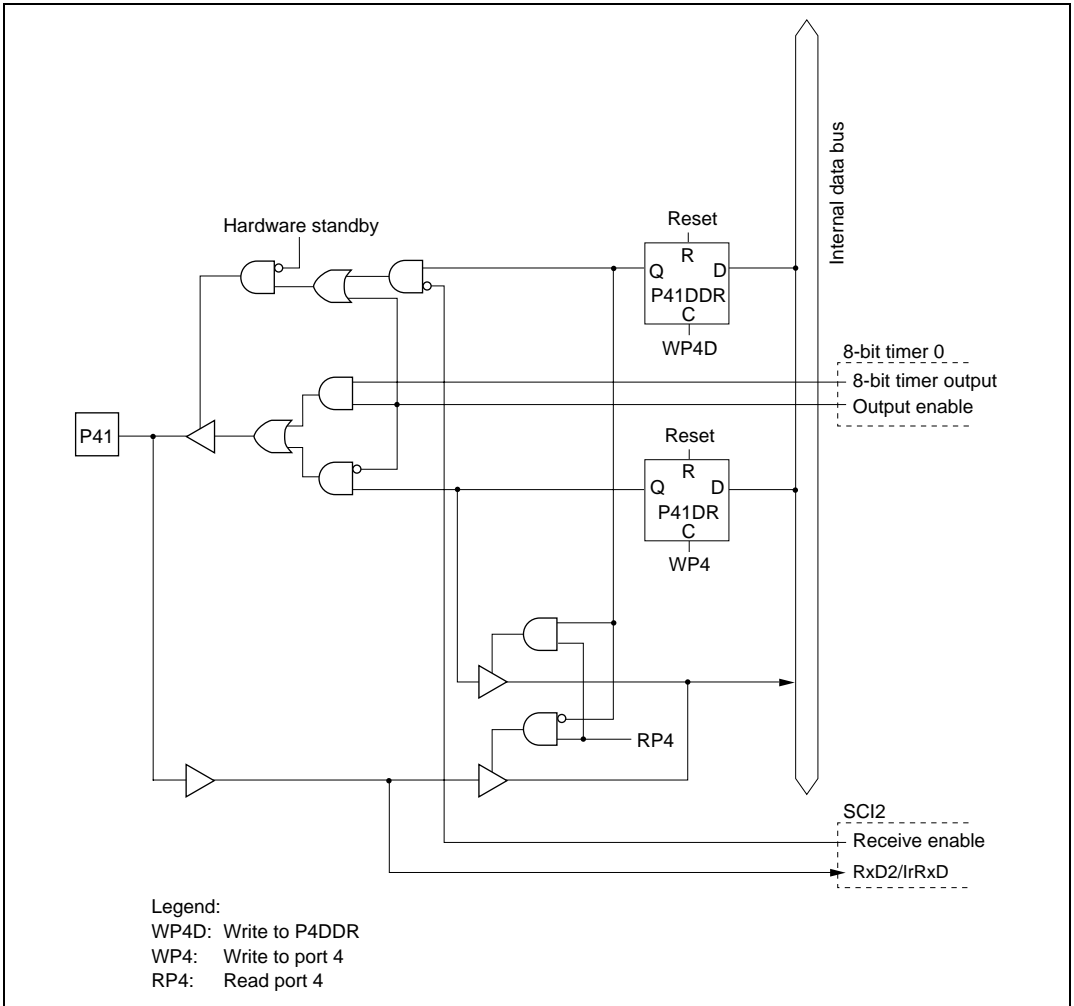 Internal data bus
Reset
Hardware standby
R
Q D
P41DDR
C
WP4D
8-bit timer 0
8-bit timer output
Output enable
P41
Reset
R
Q D
P41DR
C
WP4
RP4
SCI2
Receive enable
RxD2/IrRxD
Legend:
WP4D: Write to P4DDR
WP4: Write to port 4
RP4: Read port 4